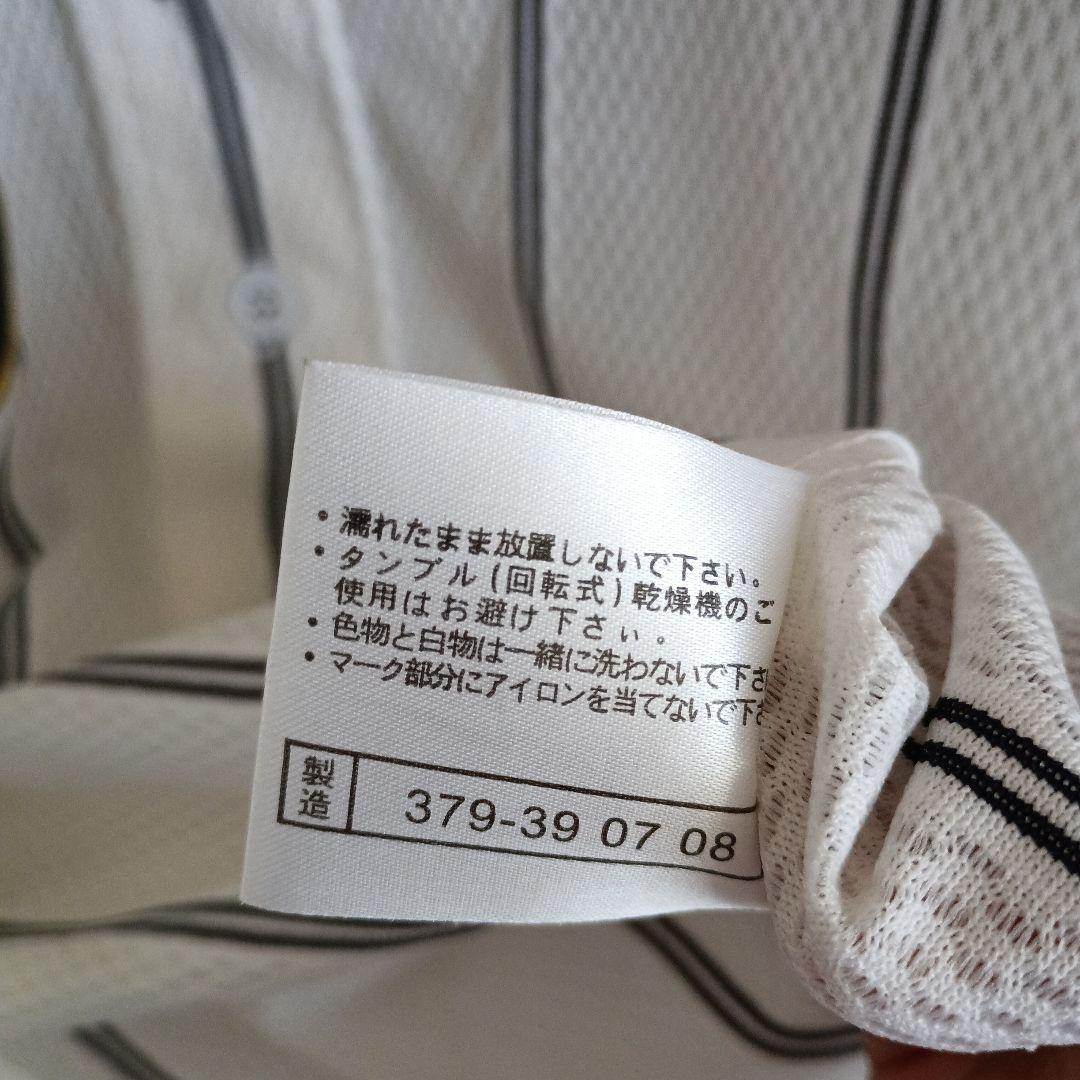 ・濡れたまま放置しないで下さい。
・タンブル(回転式)乾燥機のご
使用はお避け下さい。
・色物と白物は一緒に洗わないで下さ
・マーク部分にアイロンを当てないで下さ
製造 379-39 07 08